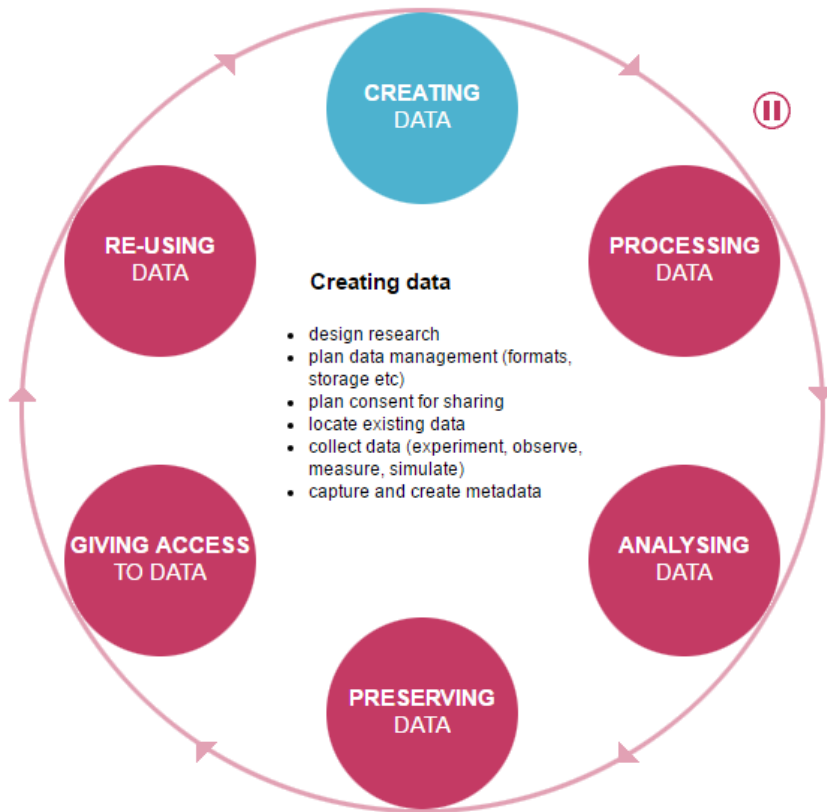 CREATING
DATA
RE-USING
DATA
PROCESSING
DATA
Creating data
• design research
• plan data management (formats,
storage etc)
• plan consent for sharing
• locate existing data
• collect data (experiment, observe,
measure, simulate)
• capture and create metadata
GIVING ACCESS
TO DATA
ANALYSING
DATA
PRESERVING
DATA